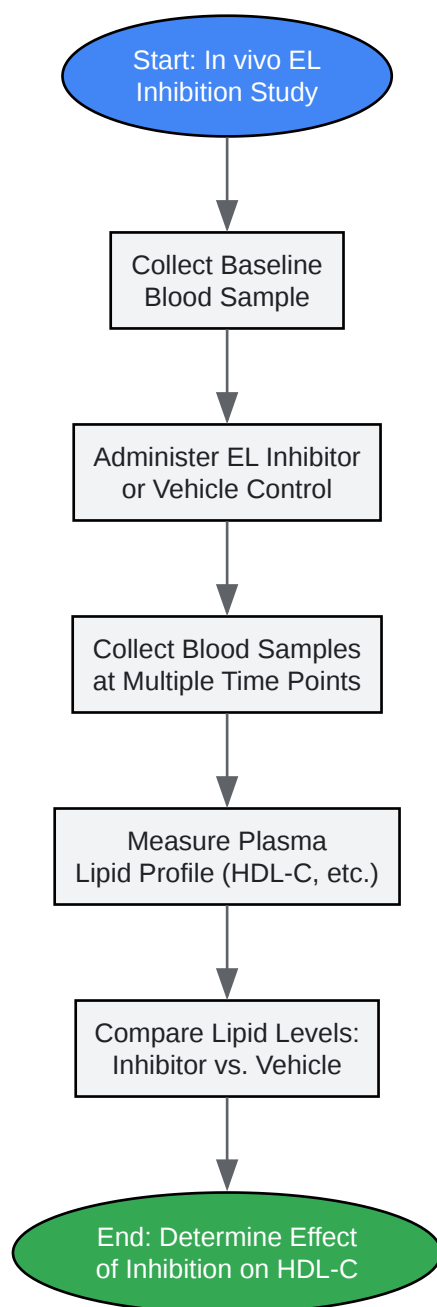 Start: In vivo EL
Inhibition Study
Collect Baseline
Blood Sample
Administer EL Inhibitor
or Vehicle Control
Collect Blood Samples
at Multiple Time Points
Measure Plasma
Lipid Profile (HDL-C, etc.)
Compare Lipid Levels:
Inhibitor vs. Vehicle
End: Determine Effect
of Inhibition on HDL-C